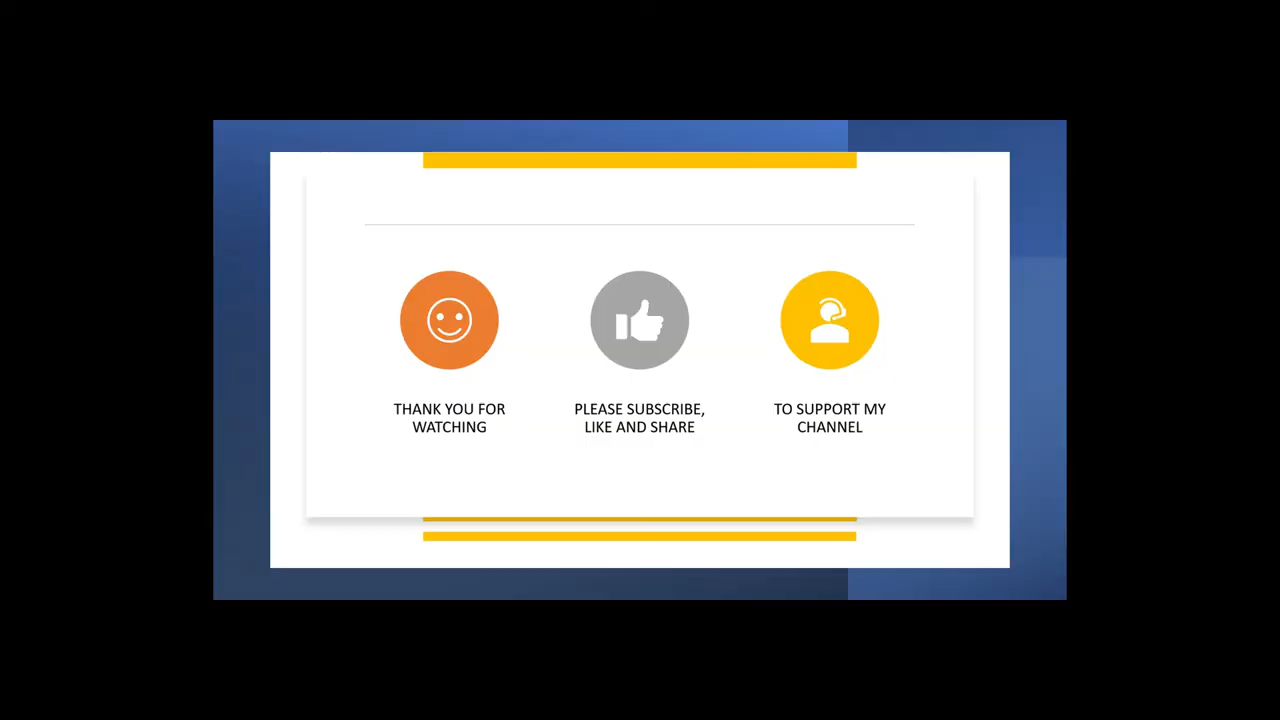 THANK YOU FOR
WATCHING
PLEASE SUBSCRIBE,
LIKE AND SHARE
TO SUPPORT MY
CHANNEL